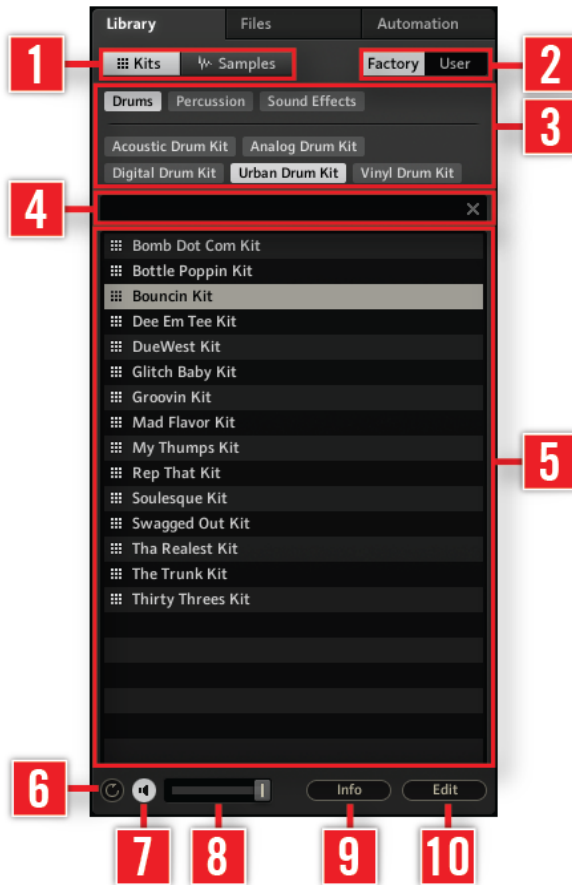 Library Files Automation
1 Kits Samples Factory User 2
Drums Percussion Sound Effects
3
Acoustic Drum Kit Analog Drum Kit
Digital Drum Kit Urban Drum Kit Vinyl Drum Kit
4
Bomb Dot Com Kit
Bottle Poppin Kit
Bouncin Kit
Dee Em Tee Kit
DueWest Kit
Glitch Baby Kit
Groovin Kit
Mad Flavor Kit
My Thumps Kit
5
Rep That Kit
Soulesque Kit
Swagged Out Kit
Tha Realest Kit
The Trunk Kit
Thirty Threes Kit
6 Info Edit
7 8 9 10